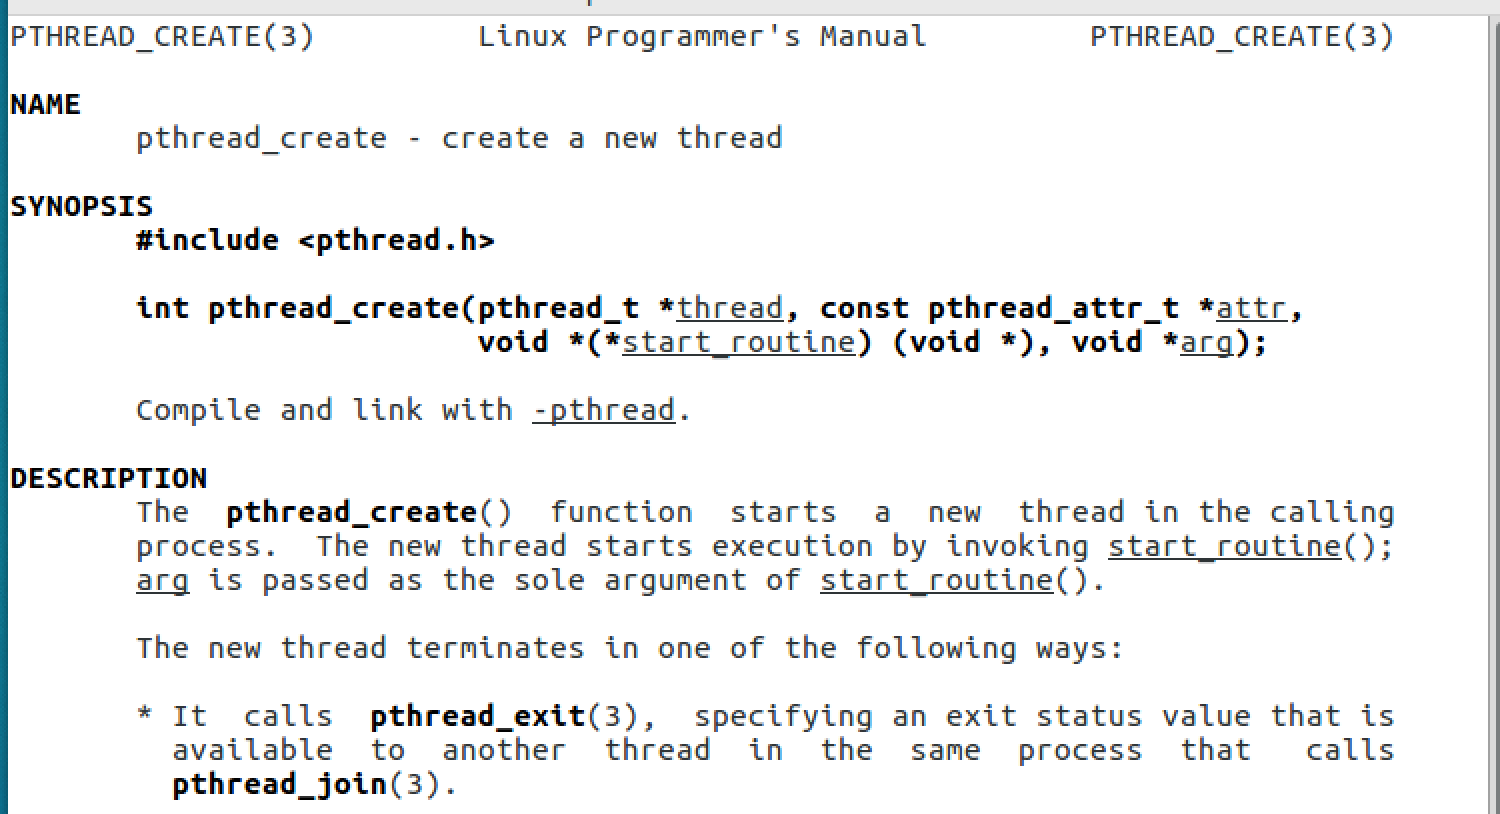 PTHREAD_CREATE(3) Linux Programmer's Manual PTHREAD_CREATE(3)
NAME
pthread_create - create a new thread
SYNOPSIS
#include <pthread.h>
int pthread_create(pthread_t *thread, const pthread_attr_t *attr,
void *(*start_routine) (void *), void *arg);
Compile and link with -pthread.
DESCRIPTION
The pthread_create() function starts a new thread in the calling
process. The new thread starts execution by invoking start_routine();
arg is passed as the sole argument of start_routine().
The new thread terminates in one of the following ways:
* It calls pthread_exit(3), specifying an exit status value that is
available to another thread in the same process that calls
pthread_join(3).